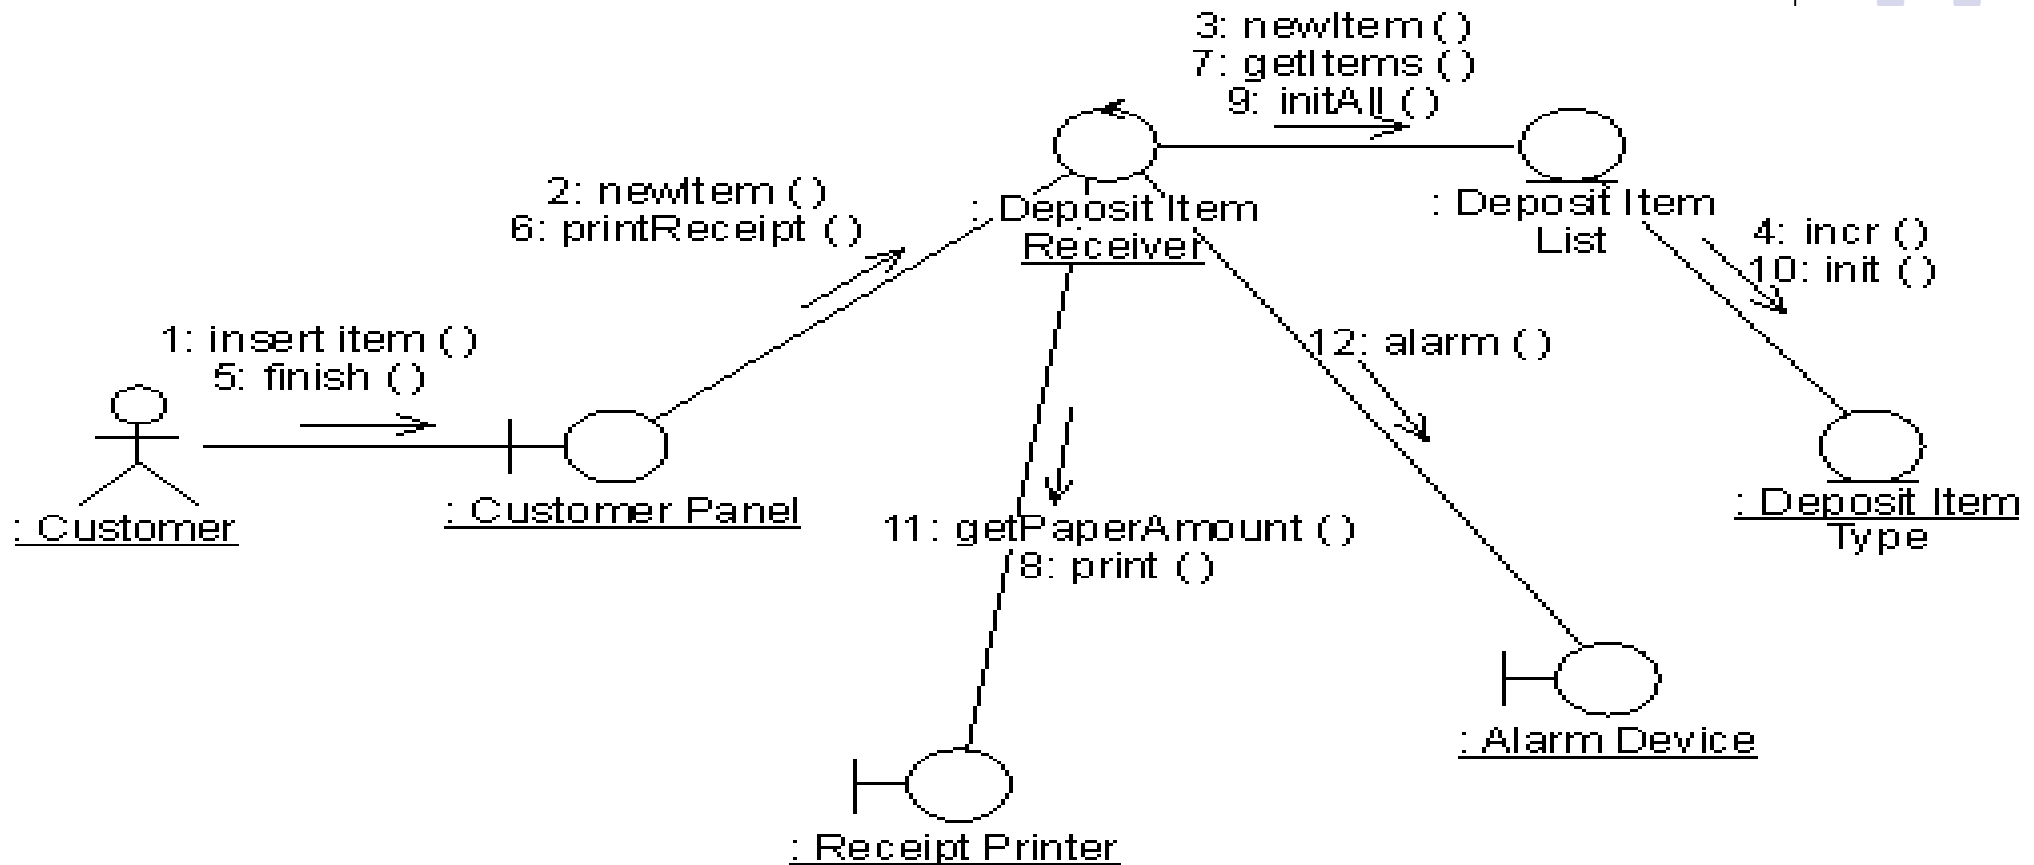 3: newItem ()
7: getItems ()
9: initAll ()
2: newItem ()
6: printReceipt ()
: Deposit Item
Receiver
: Deposit Item
List
4: incr ()
10: init ()
1: insert item ()
5: finish ()
12: alarm ()
: Customer
: Customer Panel
11: getPaperAmount ()
8: print ()
: Deposit Item
Type
: Alarm Device
: Receipt Printer